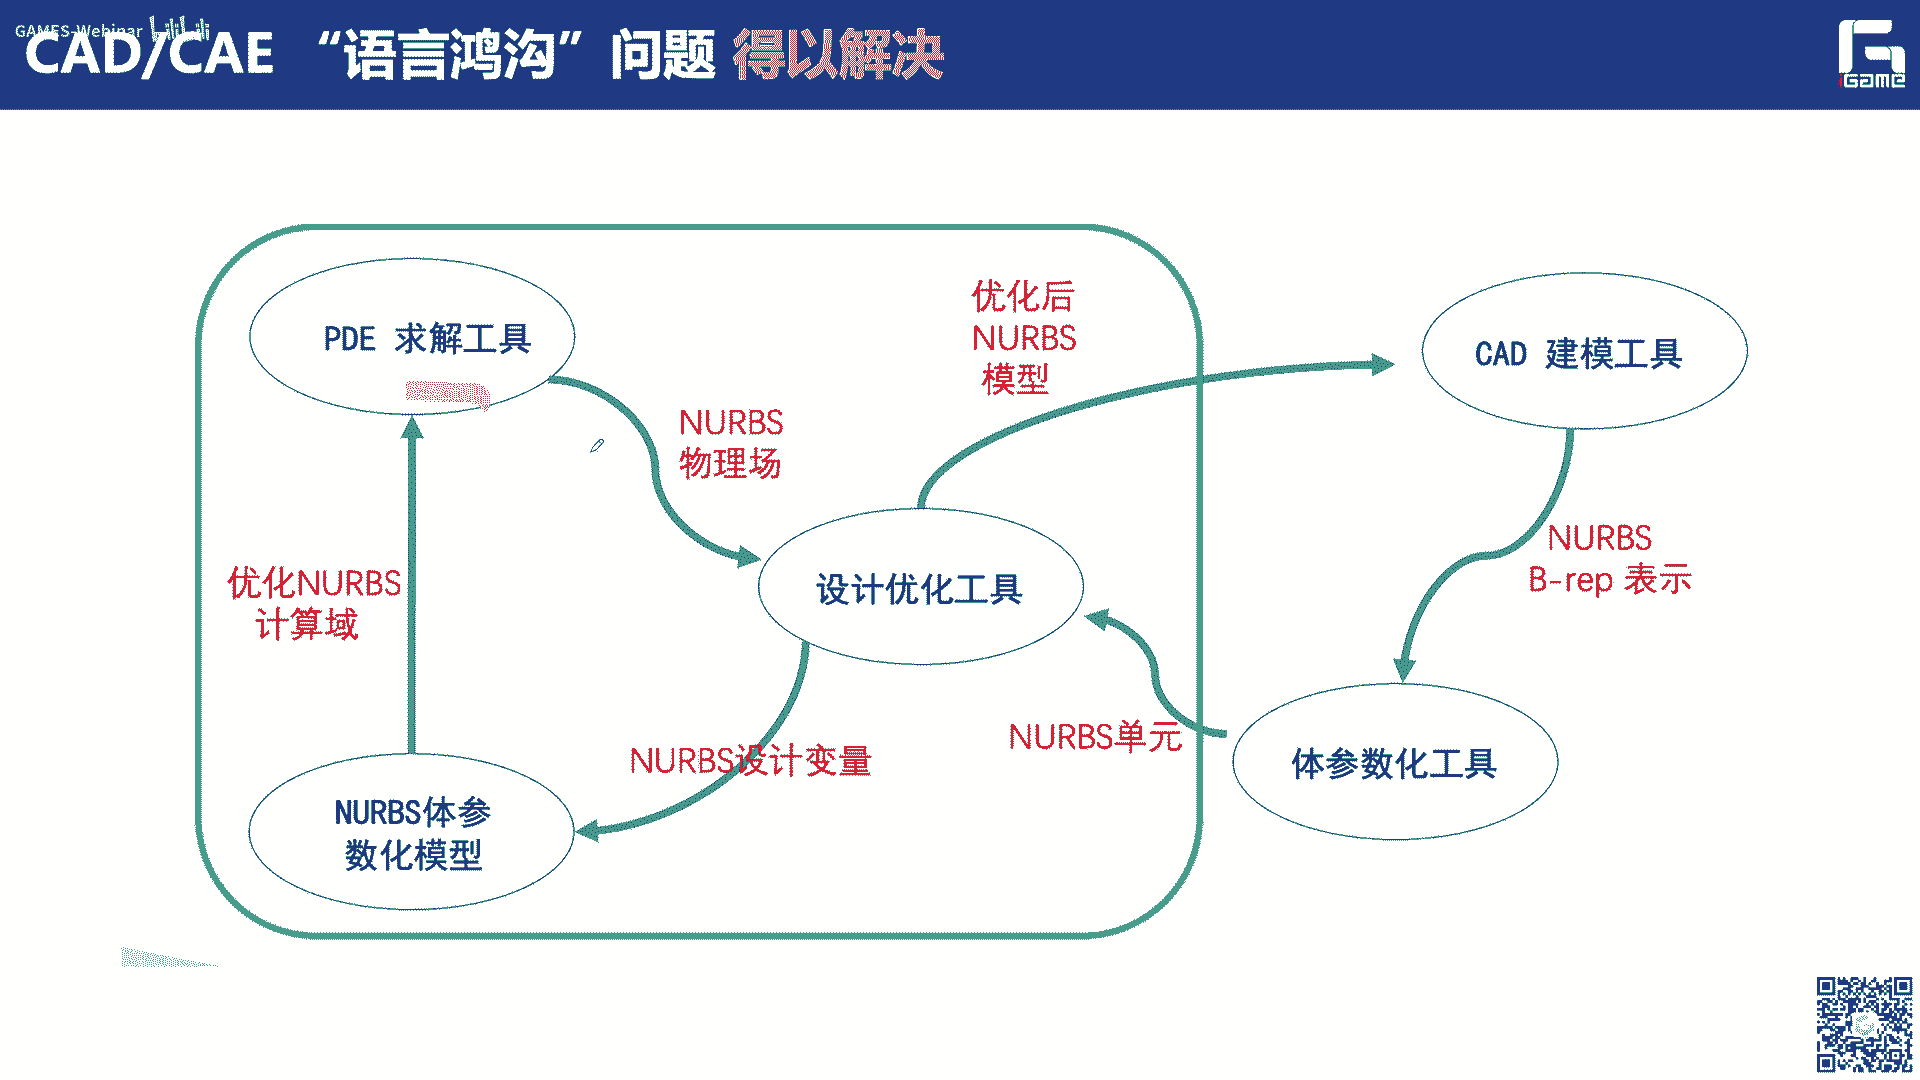 GAMES-Webinar bilibili
CAD/CAE “语言鸿沟”问题 得以解决
iGame
优化后
NURBS
模型
PDE 求解工具
CAD 建模工具
NURBS
物理场
NURBS
B-rep 表示
优化NURBS
计算域
设计优化工具
NURBS单元
NURBS设计变量
体参数化工具
NURBS体参
数化模型